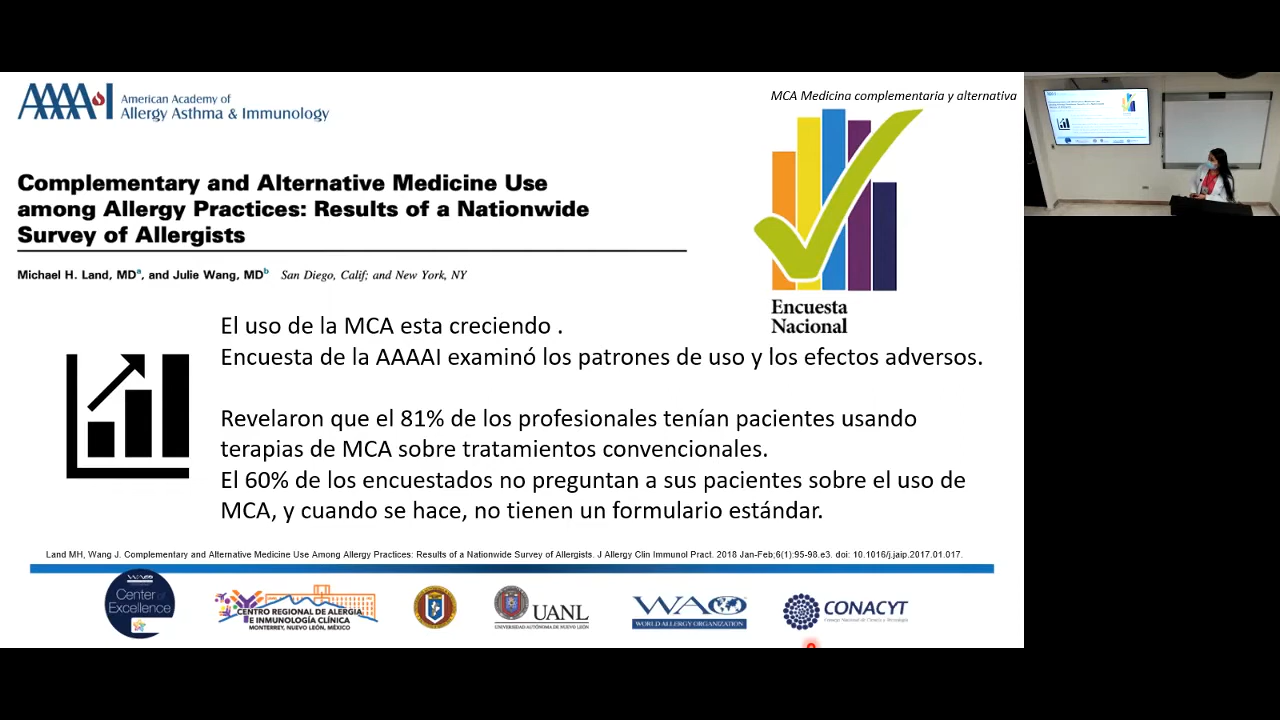 AAAAI American Academy of
Allergy Asthma & Immunology
MCA Medicina complementaria y alternativa
Complementary and Alternative Medicine Use
among Allergy Practices: Results of a Nationwide
Survey of Allergists
Michael H. Land, MDa, and Julie Wang, MDb San Diego, Calif; and New York, NY
Encuesta
Nacional
El uso de la MCA esta creciendo .
Encuesta de la AAAAI examinó los patrones de uso y los efectos adversos.
Revelaron que el 81% de los profesionales tenían pacientes usando
terapias de MCA sobre tratamientos convencionales.
El 60% de los encuestados no preguntan a sus pacientes sobre el uso de
MCA, y cuando se hace, no tienen un formulario estándar.
Land MH, Wang J. Complementary and Alternative Medicine Use Among Allergy Practices: Results of a Nationwide Survey of Allergists. J Allergy Clin Immunol Pract. 2018 Jan-Feb;6(1):95-98.e3. doi: 10.1016/j.jaip.2017.01.017.
WAO
Center of
Excellence
CENTRO REGIONAL DE ALERGIA
E INMUNOLOGÍA CLÍNICA
MONTERREY, NUEVO LEÓN, MÉXICO
UANL
UNIVERSIDAD AUTÓNOMA DE NUEVO LEÓN
WAO
WORLD ALLERGY ORGANIZATION
CONACYT
Consejo Nacional de Ciencia y Tecnología